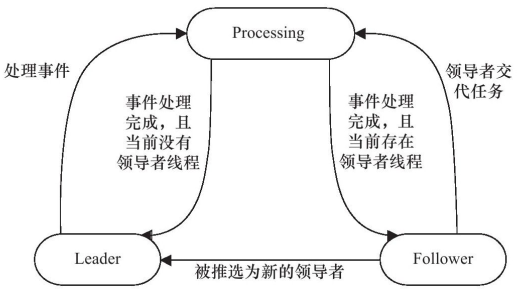 Processing
处理事件
领导者交
代任务
事件处理
完成，且
当前没有
领导者线程
事件处理
完成，且
当前存在
领导者线程
Leader
被推选为新的领导者
Follower